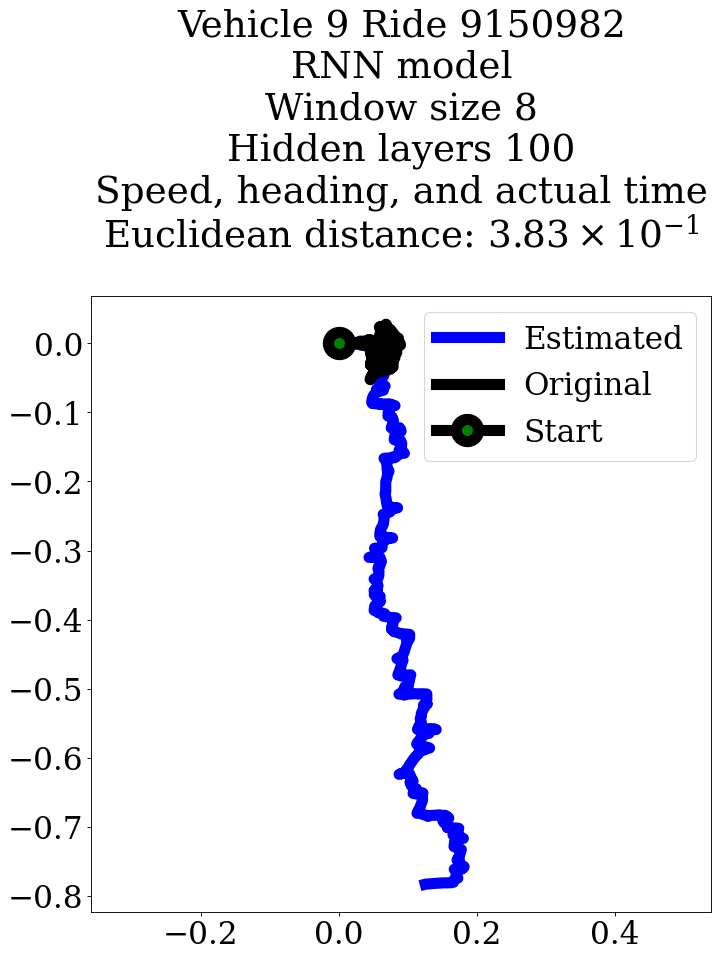 Vehicle 9 Ride 9150982
RNN model
Window size 8
Hidden layers 100
Speed, heading, and actual time
Euclidean distance: 3.83 × 10⁻¹
Estimated
Original
Start
0.0
−0.1
−0.2
−0.3
−0.4
−0.5
−0.6
−0.7
−0.8
−0.2 0.0 0.2 0.4